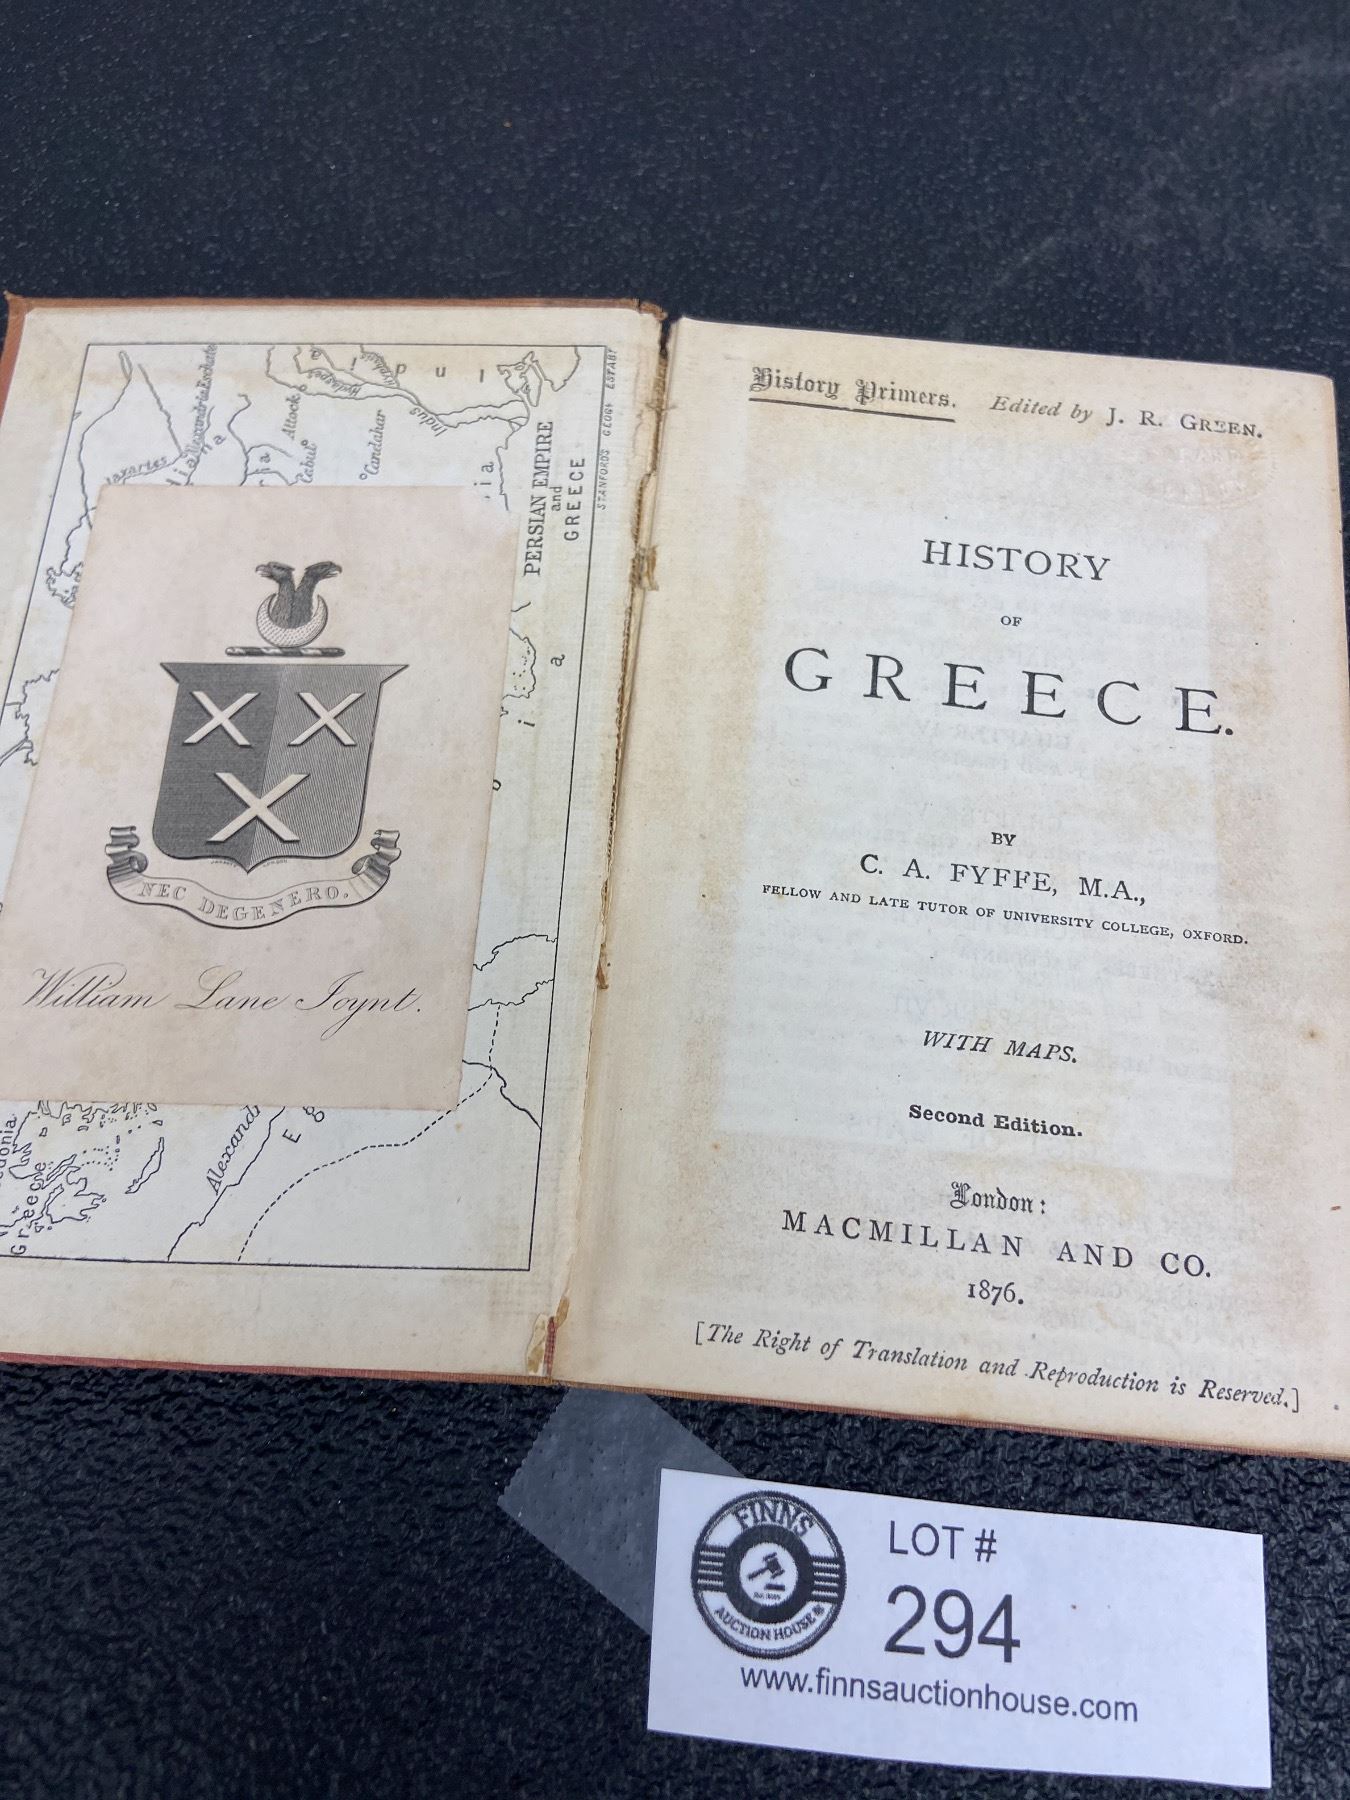 Jaxartes
Alexandria Eschate
Attock
Cabul
Candahar
Hydaspes
Indus
PERSIAN EMPIRE
and
GREECE
STANFORDS GEOGL ESTABT
NEC DEGENERO.
William Lane Joynt.
Greece
History Primers. Edited by J. R. GREEN.
HISTORY
OF
GREECE.
BY
C. A. FYFFE, M.A.,
FELLOW AND LATE TUTOR OF UNIVERSITY COLLEGE, OXFORD.
WITH MAPS.
Second Edition.
London:
MACMILLAN AND CO.
1876.
[The Right of Translation and Reproduction is Reserved.]
FINNS
AUCTION HOUSE
LOT #
294
www.finnsauctionhouse.com